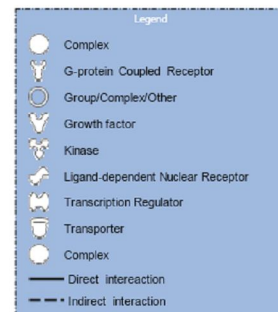 Legend
Complex
G-protein Coupled Receptor
Group/Complex/Other
Growth factor
Kinase
Ligand-dependent Nuclear Receptor
Transcription Regulator
Transporter
Complex
Direct intereaction
Indirect interaction